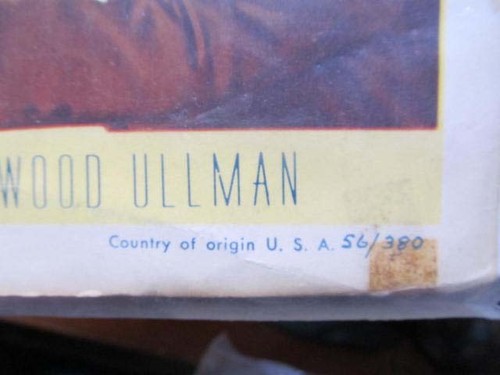 WOOD ULLMAN
Country of origin U. S. A. 56/380